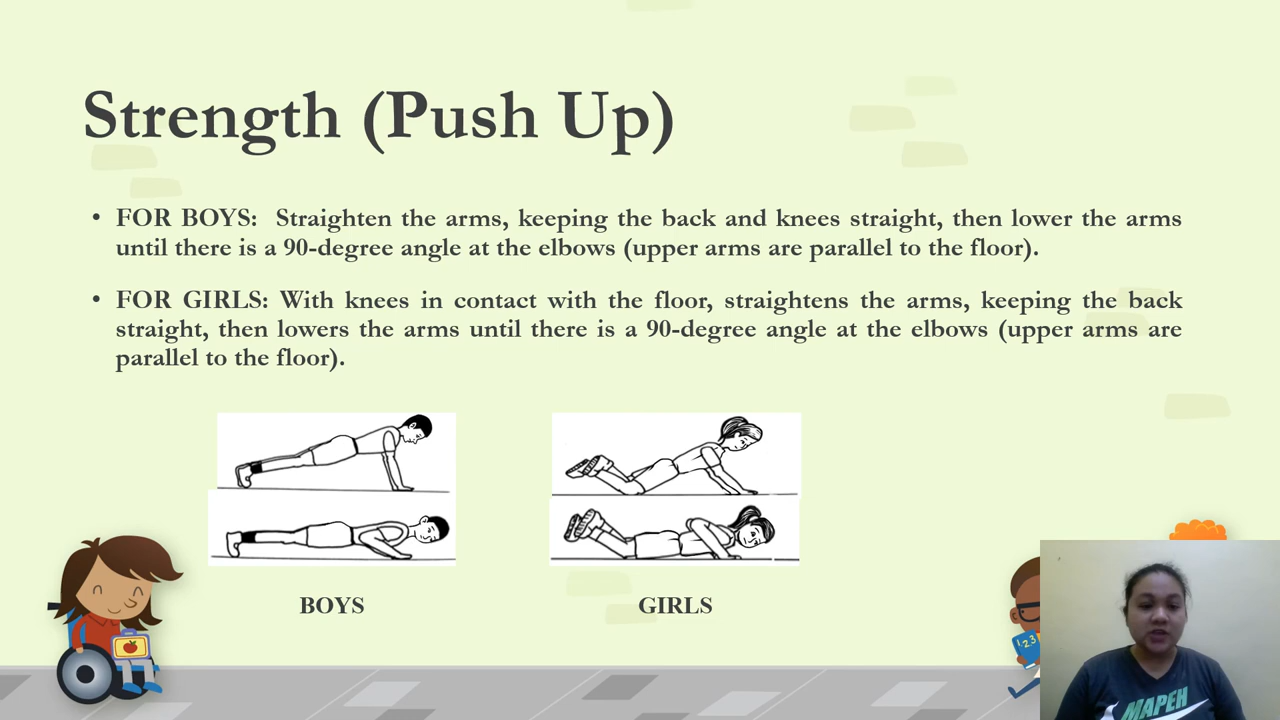 Strength (Push Up)
• FOR BOYS: Straighten the arms, keeping the back and knees straight, then lower the arms
until there is a 90-degree angle at the elbows (upper arms are parallel to the floor).
• FOR GIRLS: With knees in contact with the floor, straightens the arms, keeping the back
straight, then lowers the arms until there is a 90-degree angle at the elbows (upper arms are
parallel to the floor).
BOYS
GIRLS
123
MAPEH